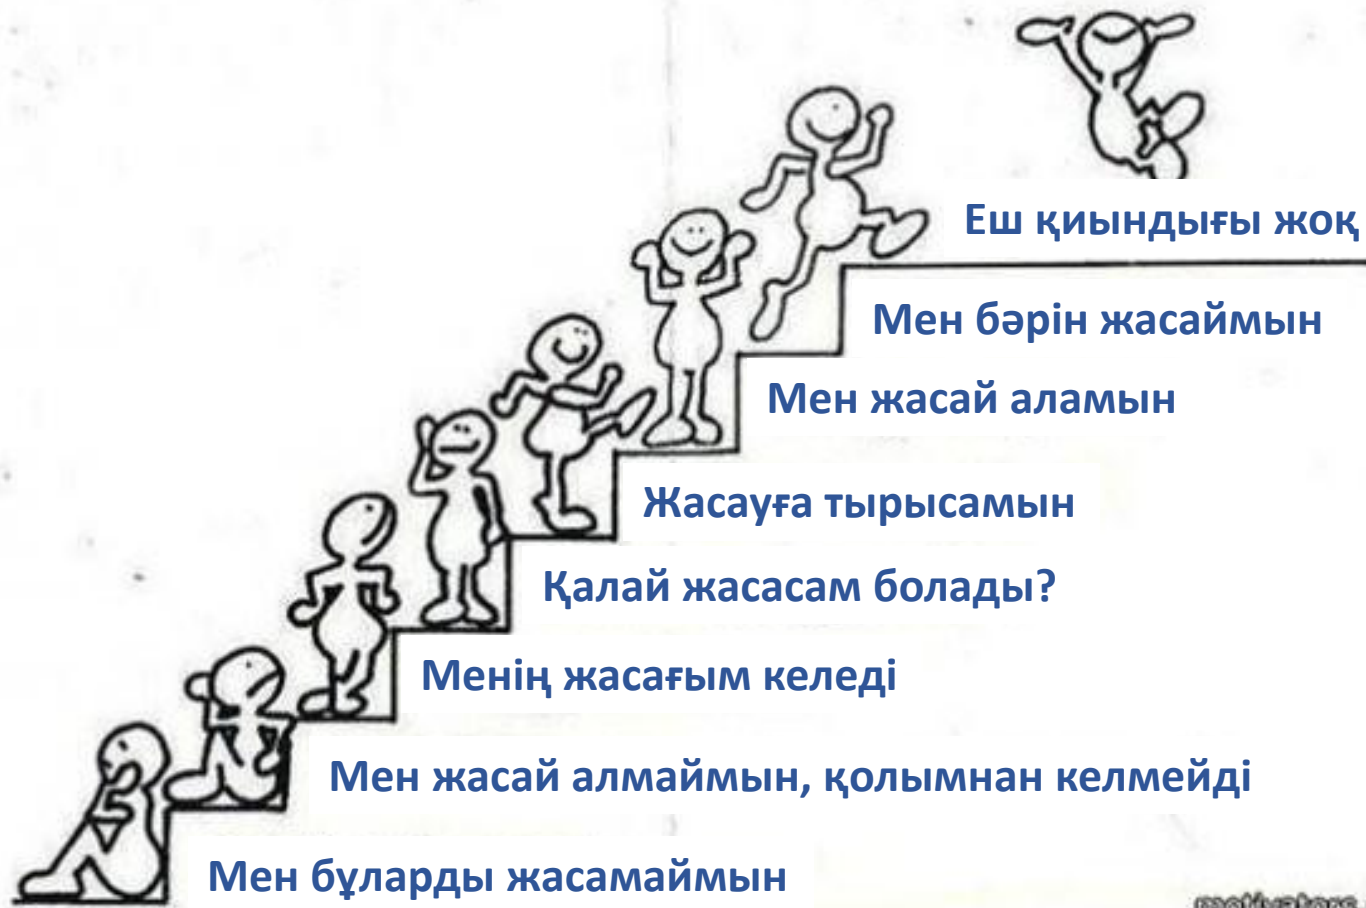 Еш қиындығы жоқ
Мен бәрін жасаймын
Мен жасай аламын
Жасауға тырысамын
Қалай жасасам болады?
Менің жасағым келеді
Мен жасай алмаймын, қолымнан келмейді
Мен бұларды жасамаймын